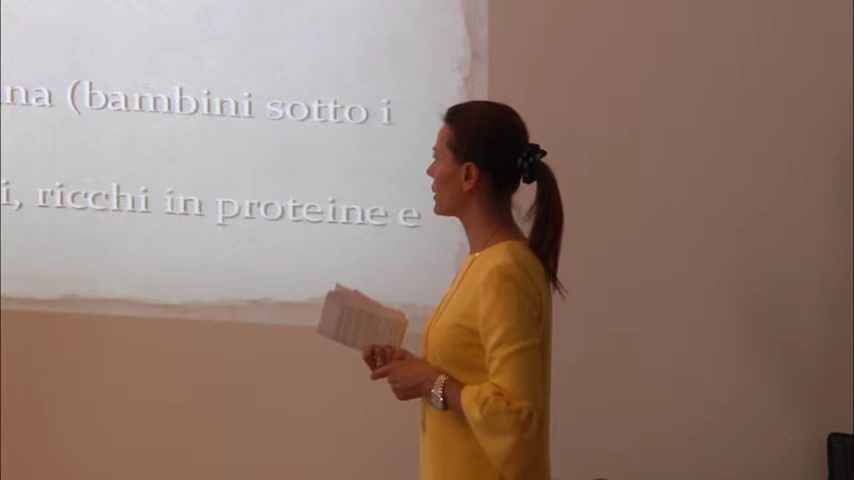 na (bambini sotto i
i, ricchi in proteine e